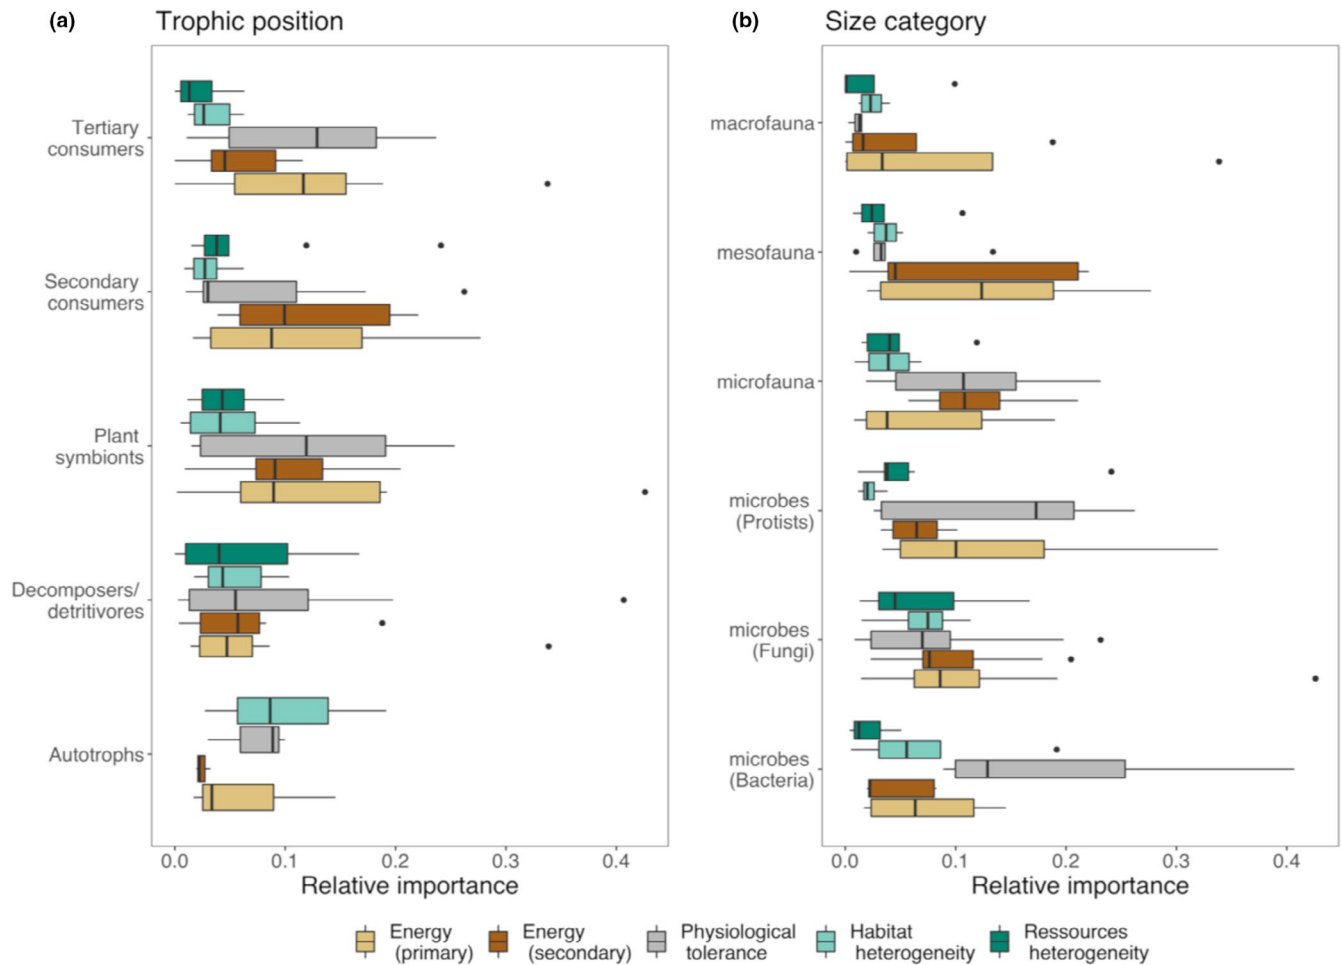 (a)
Trophic position
Tertiary
consumers
Secondary
consumers
Plant
symbionts
Decomposers/
detritivores
Autotrophs
0.0 0.1 0.2 0.3 0.4
Relative importance
(b)
Size category
macrofauna
mesofauna
microfauna
microbes
(Protists)
microbes
(Fungi)
microbes
(Bacteria)
0.0 0.1 0.2 0.3 0.4
Relative importance
Energy
(primary)
Energy
(secondary)
Physiological
tolerance
Habitat
heterogeneity
Ressources
heterogeneity